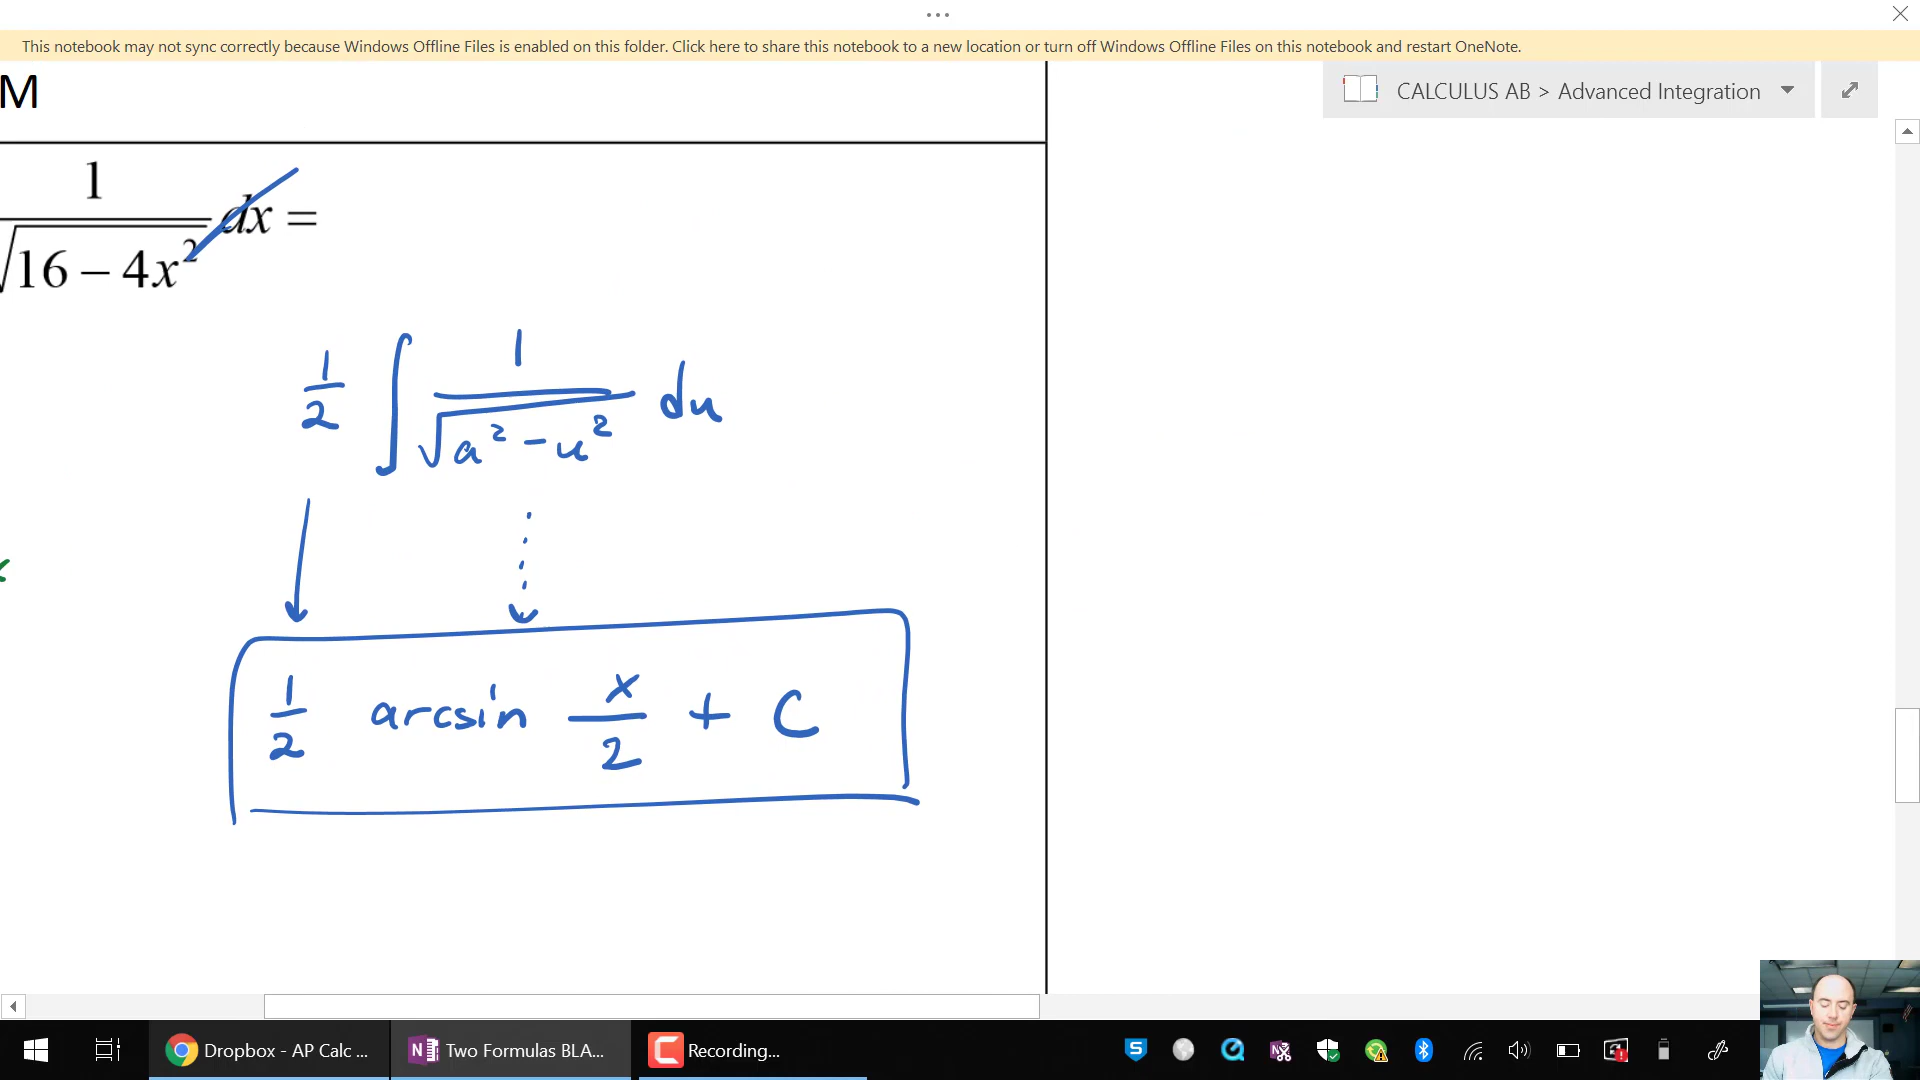 This notebook may not sync correctly because Windows Offline Files is enabled on this folder. Click here to share this notebook to a new location or turn off Windows Offline Files on this notebook and restart OneNote.
M
CALCULUS AB > Advanced Integration
1
√16 – 4x² dx =
1/2 ∫ 1/√a² – u² du
1/2 arcsin x/2 + C
Dropbox - AP Calc ...
Two Formulas BLA...
Recording...